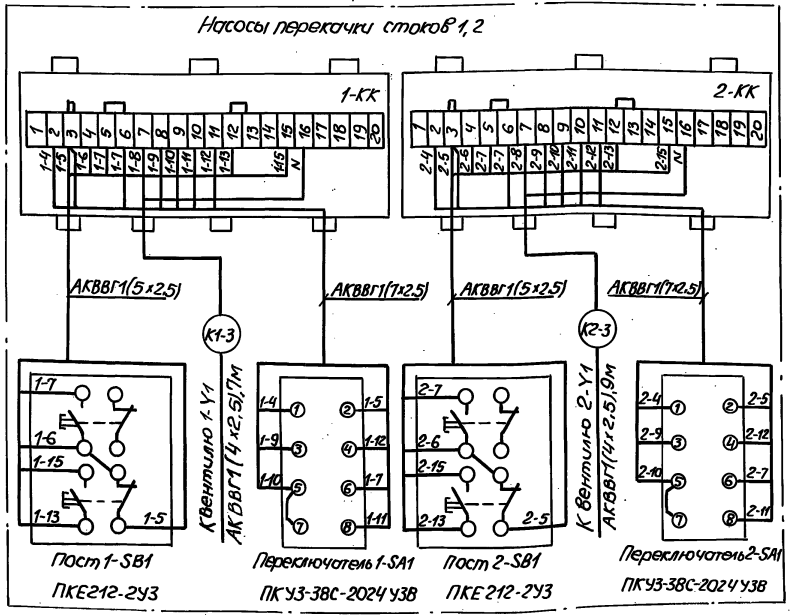 Насосы перекачки стоков 1, 2
1-КК
1 2 3 4 5 6 7 8 9 10 11 12 13 14 15 16 17 18 19 20
1-4 1-5 1-6 1-7 1-7 1-8 1-9 1-10 1-11 1-12 1-13 1-15 N
2-КК
1 2 3 4 5 6 7 8 9 10 11 12 13 14 15 16 17 18 19 20
2-4 2-5 2-6 2-7 2-7 2-8 2-9 2-10 2-11 2-12 2-13 2-15 N
АКВВГ1(5×2,5)
АКВВГ1(7×2,5)
АКВВГ1(5×2,5)
АКВВГ1(7×2,5)
К1-3
К вентилю 1-Y1
АКВВГ1(4×2,5),7м
К2-3
К вентилю 2-Y1
АКВВГ1(4×2,5),9м
1-7
1-6
1-15
1-13 1-5
Пост 1-SB1
ПКЕ212-2У3
1-4 1 2 1-5
1-9 3 4 1-12
1-10 5 6 1-7
7 8 1-11
Переключатель 1-SA1
ПКУ3-38С-2024У3В
2-7
2-6
2-15
2-13 2-5
Пост 2-SB1
ПКЕ212-2У3
2-4 1 2 2-5
2-9 3 4 2-12
2-10 5 6 2-7
7 8 2-11
Переключатель 2-SA1
ПКУ3-38С-2024У3В